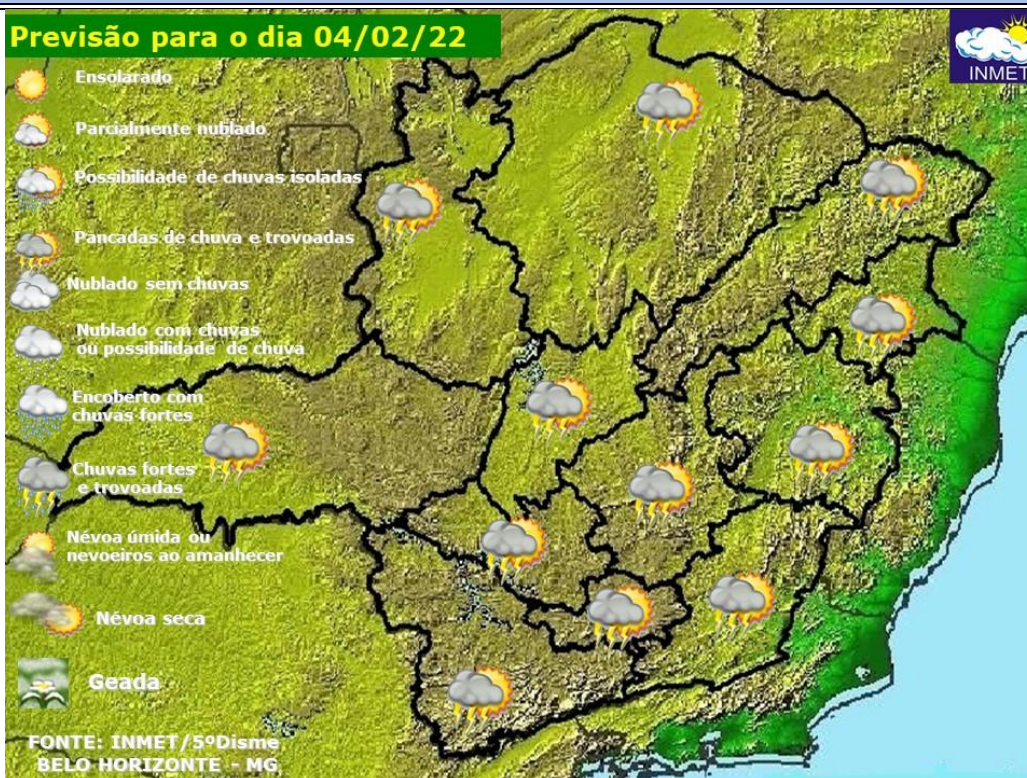 Previsão para o dia 04/02/22
INMET
Ensolarado
Parcialmente nublado
Possibilidade de chuvas isoladas
Pancadas de chuva e trovoadas
Nublado sem chuvas
Nublado com chuvas
ou possibilidade de chuva
Encoberto com
chuvas fortes
Chuvas fortes
e trovoadas
Névoa úmida ou
nevoeiros ao amanhecer
Névoa seca
Geada
FONTE: INMET/5ºDisme
BELO HORIZONTE - MG